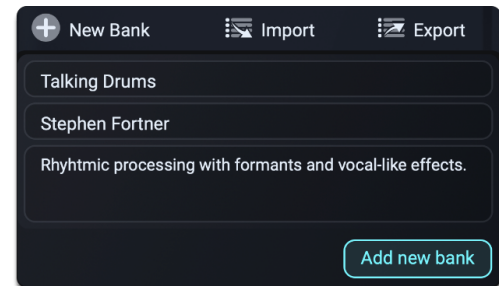 New Bank Import Export
Talking Drums
Stephen Fortner
Rhyhtmic processing with formants and vocal-like effects.
Add new bank